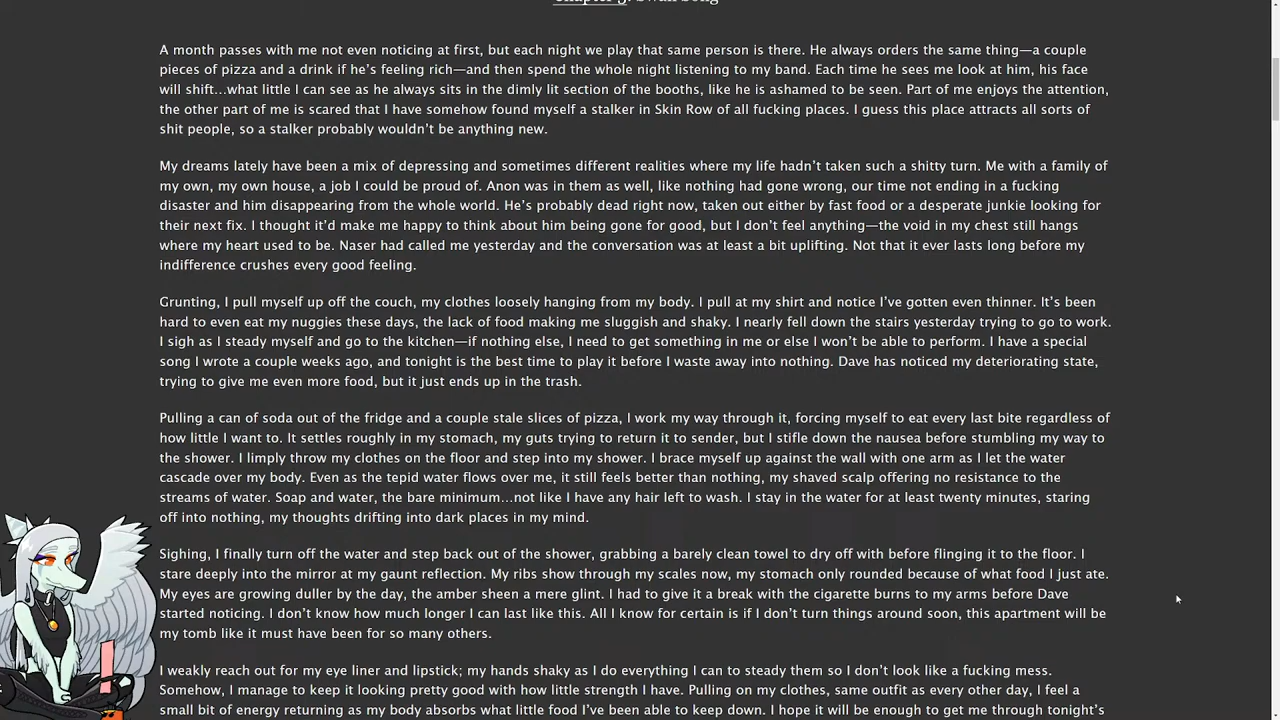 Chapter 3: Swan Song
A month passes with me not even noticing at first, but each night we play that same person is there. He always orders the same thing—a couple
pieces of pizza and a drink if he’s feeling rich—and then spend the whole night listening to my band. Each time he sees me look at him, his face
will shift…what little I can see as he always sits in the dimly lit section of the booths, like he is ashamed to be seen. Part of me enjoys the attention,
the other part of me is scared that I have somehow found myself a stalker in Skin Row of all fucking places. I guess this place attracts all sorts of
shit people, so a stalker probably wouldn’t be anything new.
My dreams lately have been a mix of depressing and sometimes different realities where my life hadn’t taken such a shitty turn. Me with a family of
my own, my own house, a job I could be proud of. Anon was in them as well, like nothing had gone wrong, our time not ending in a fucking
disaster and him disappearing from the whole world. He’s probably dead right now, taken out either by fast food or a desperate junkie looking for
their next fix. I thought it’d make me happy to think about him being gone for good, but I don’t feel anything—the void in my chest still hangs
where my heart used to be. Naser had called me yesterday and the conversation was at least a bit uplifting. Not that it ever lasts long before my
indifference crushes every good feeling.
Grunting, I pull myself up off the couch, my clothes loosely hanging from my body. I pull at my shirt and notice I’ve gotten even thinner. It’s been
hard to even eat my nuggies these days, the lack of food making me sluggish and shaky. I nearly fell down the stairs yesterday trying to go to work.
I sigh as I steady myself and go to the kitchen—if nothing else, I need to get something in me or else I won’t be able to perform. I have a special
song I wrote a couple weeks ago, and tonight is the best time to play it before I waste away into nothing. Dave has noticed my deteriorating state,
trying to give me even more food, but it just ends up in the trash.
Pulling a can of soda out of the fridge and a couple stale slices of pizza, I work my way through it, forcing myself to eat every last bite regardless of
how little I want to. It settles roughly in my stomach, my guts trying to return it to sender, but I stifle down the nausea before stumbling my way to
the shower. I limply throw my clothes on the floor and step into my shower. I brace myself up against the wall with one arm as I let the water
cascade over my body. Even as the tepid water flows over me, it still feels better than nothing, my shaved scalp offering no resistance to the
streams of water. Soap and water, the bare minimum…not like I have any hair left to wash. I stay in the water for at least twenty minutes, staring
off into nothing, my thoughts drifting into dark places in my mind.
Sighing, I finally turn off the water and step back out of the shower, grabbing a barely clean towel to dry off with before flinging it to the floor. I
stare deeply into the mirror at my gaunt reflection. My ribs show through my scales now, my stomach only rounded because of what food I just ate.
My eyes are growing duller by the day, the amber sheen a mere glint. I had to give it a break with the cigarette burns to my arms before Dave
started noticing. I don’t know how much longer I can last like this. All I know for certain is if I don’t turn things around soon, this apartment will be
my tomb like it must have been for so many others.
I weakly reach out for my eye liner and lipstick; my hands shaky as I do everything I can to steady them so I don’t look like a fucking mess.
Somehow, I manage to keep it looking pretty good with how little strength I have. Pulling on my clothes, same outfit as every other day, I feel a
small bit of energy returning as my body absorbs what little food I’ve been able to keep down. I hope it will be enough to get me through tonight’s